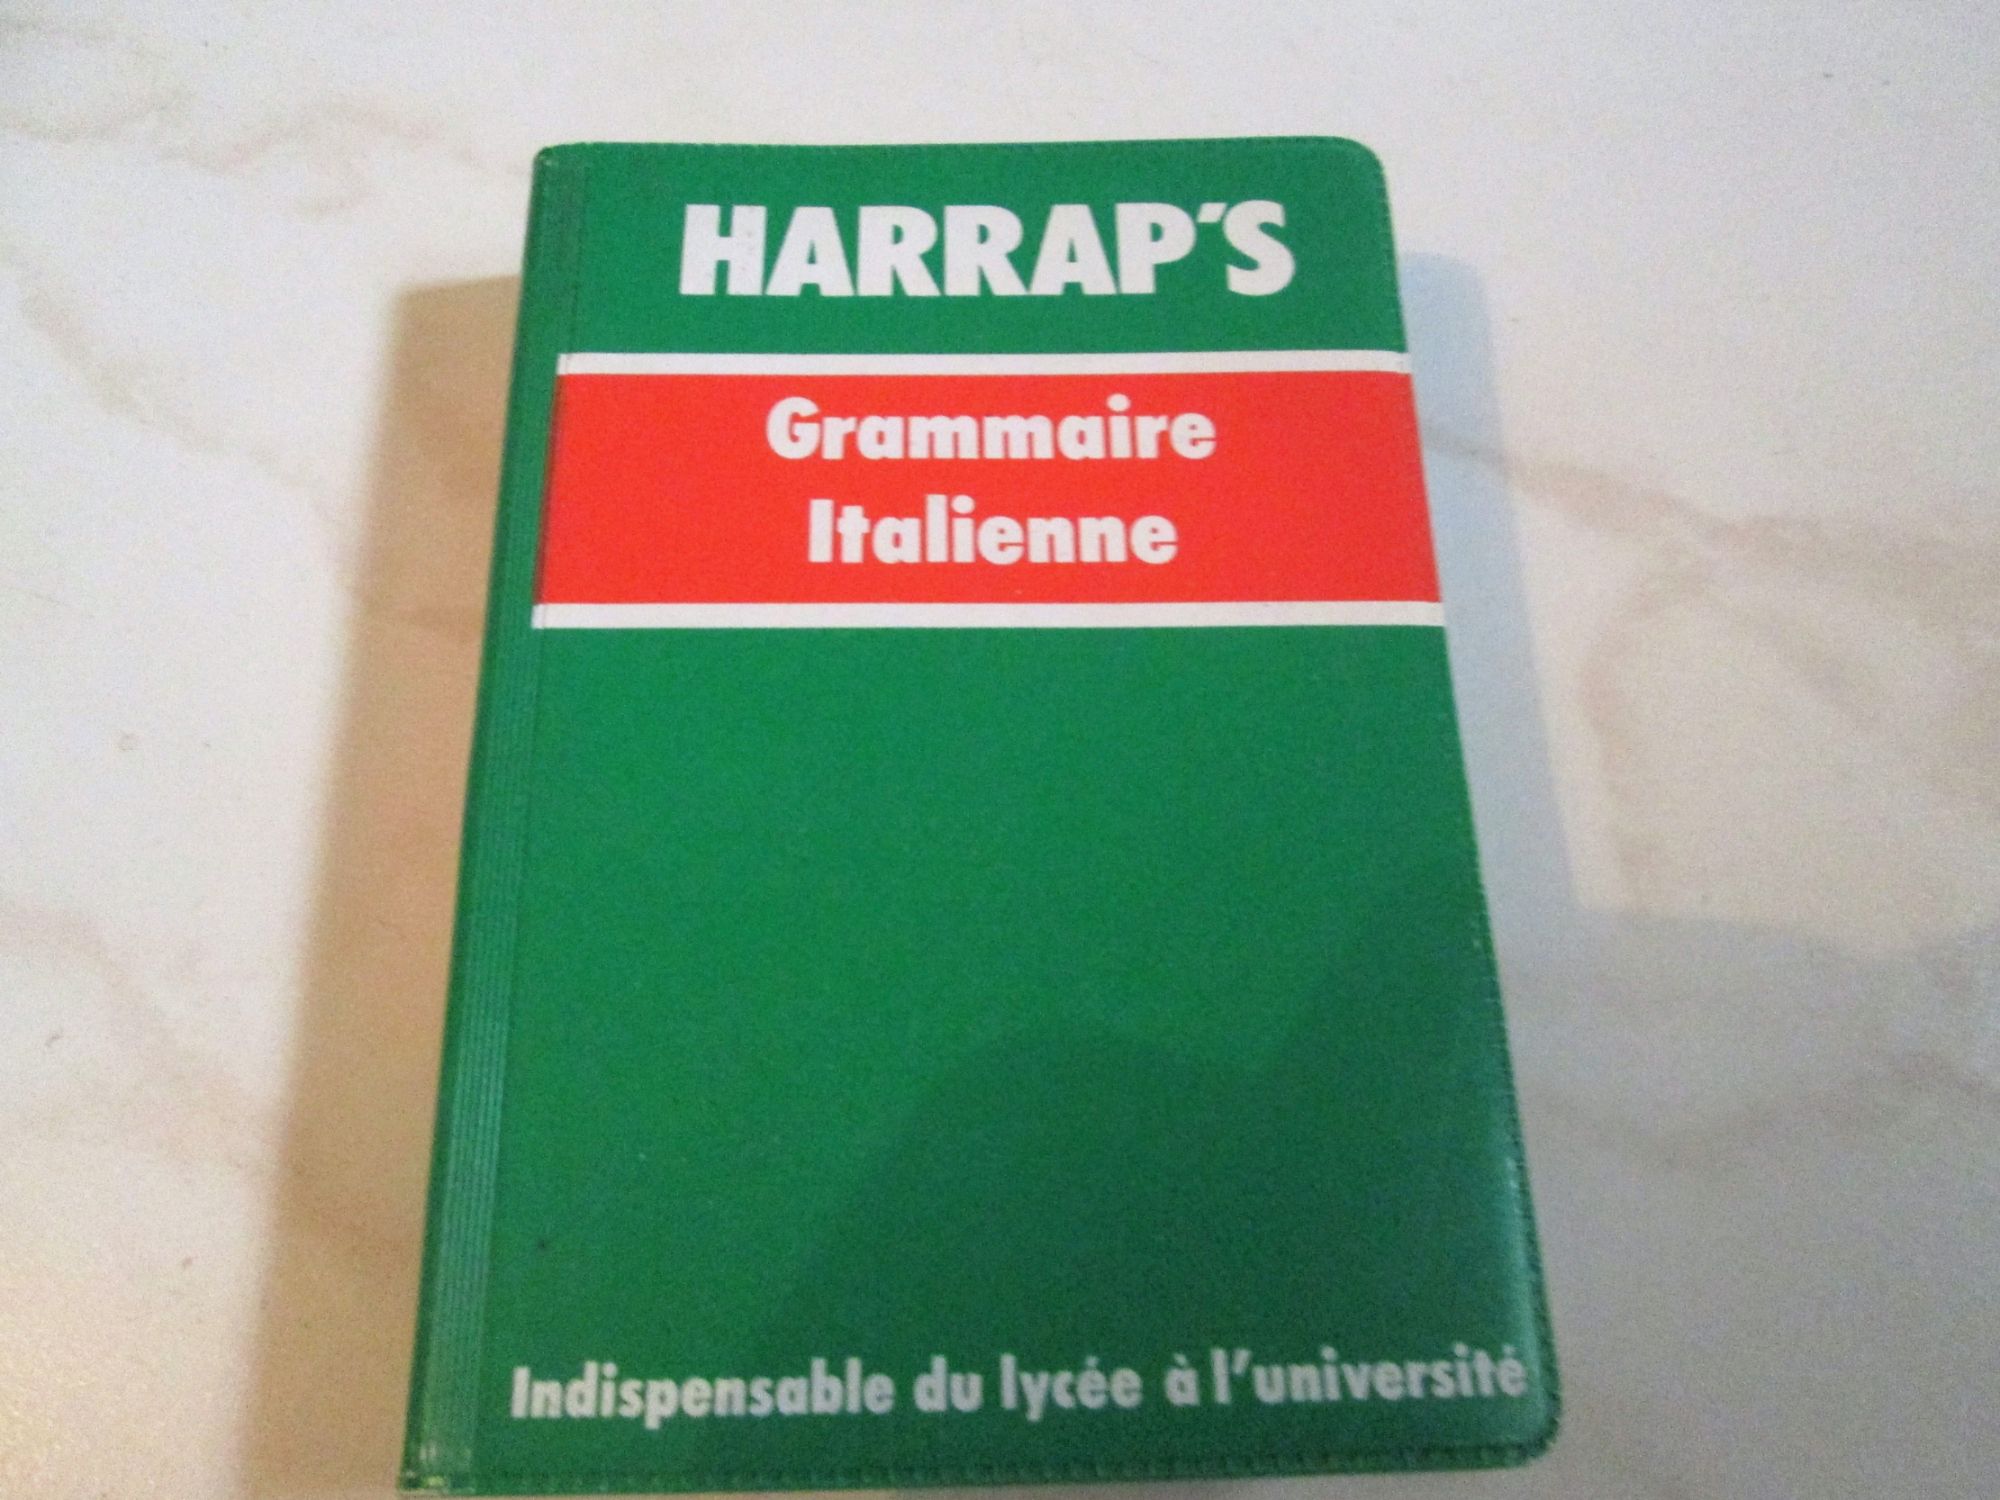 HARRAP'S
Grammaire
Italienne
Indispensable du lycée à l'université